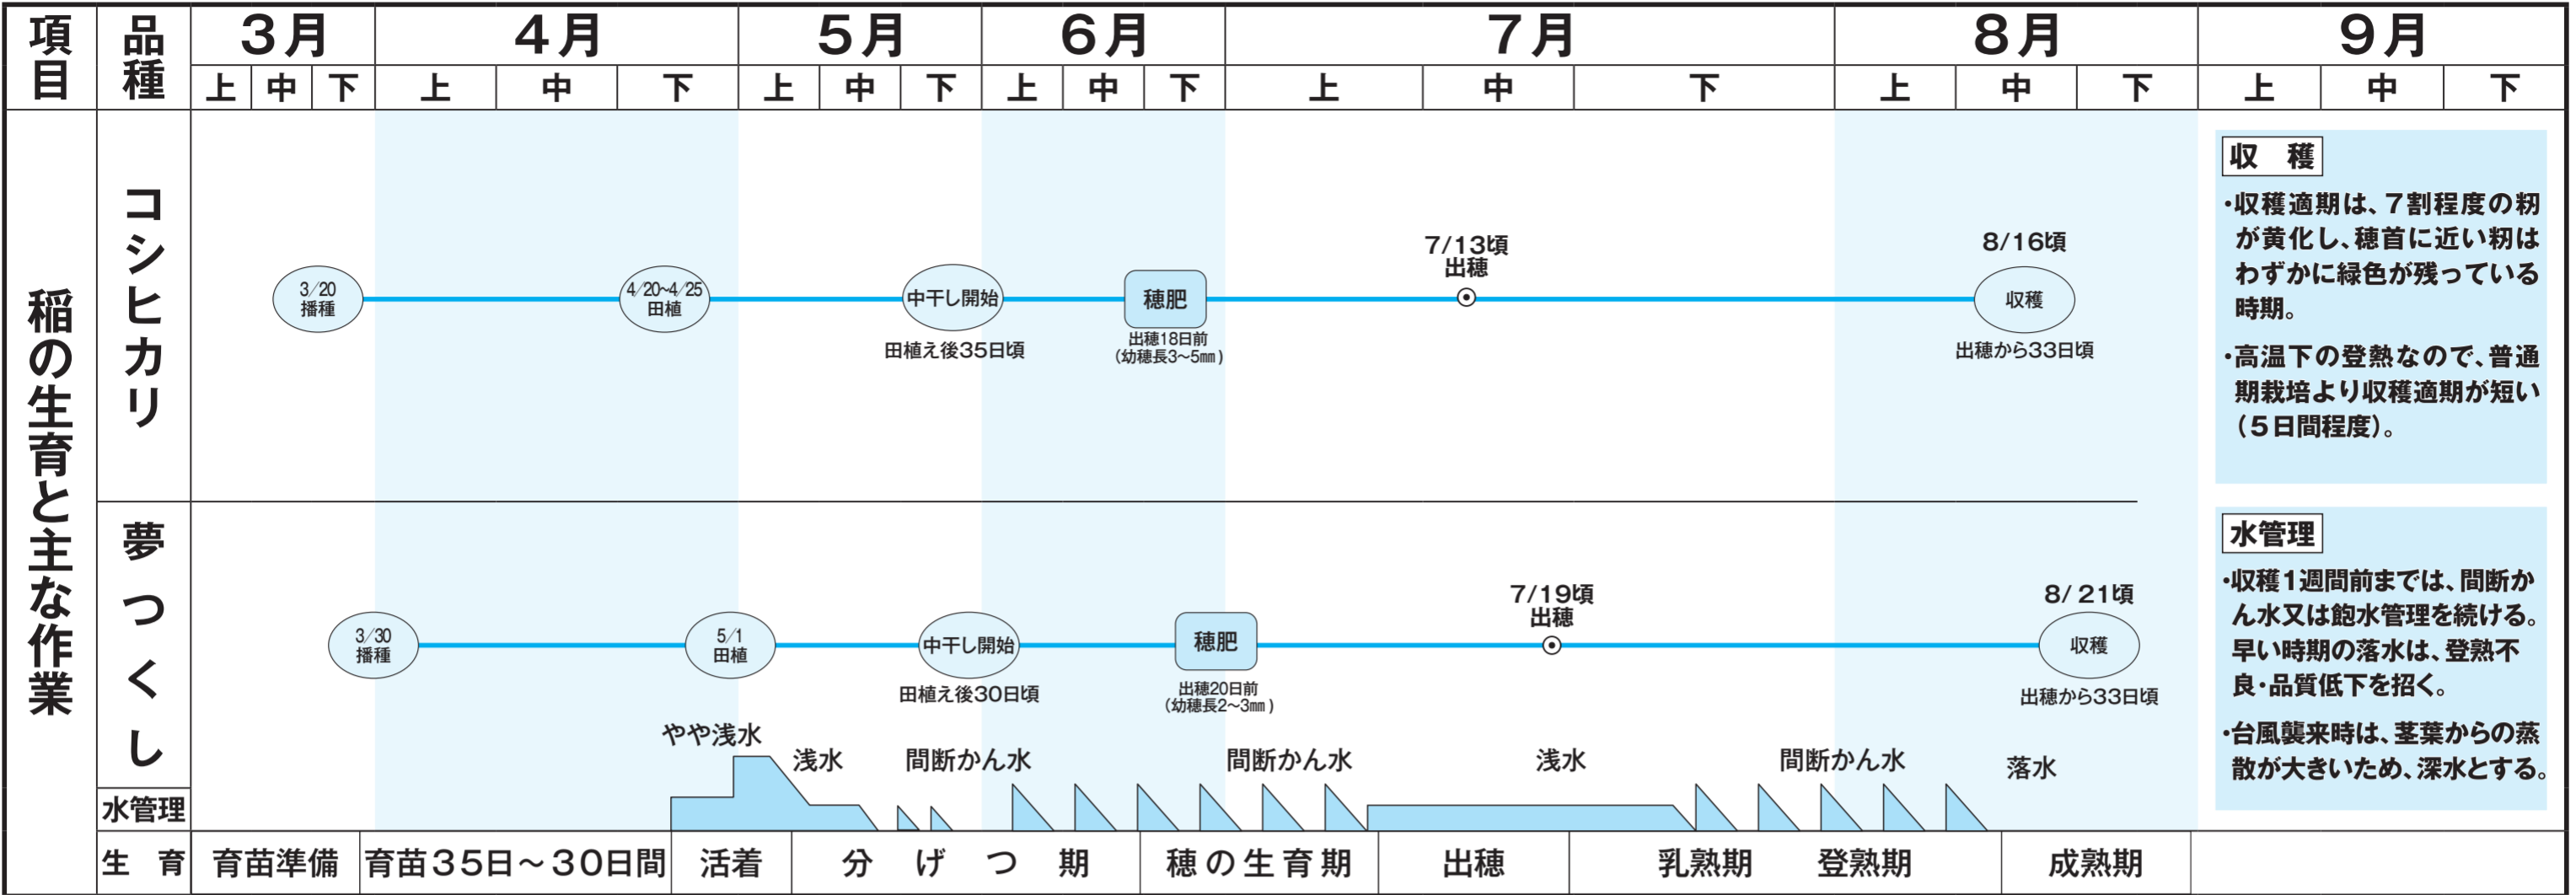 項目
品種
3月
4月
5月
6月
7月
8月
9月
上 中 下 上 中 下 上 中 下 上 中 下 上 中 下 上 中 下 上 中 下
稲の生育と主な作業
コシヒカリ
3/20
播種
4/20~4/25
田植
中干し開始
田植え後35日頃
穂肥
出穂18日前
(幼穂長3~5㎜)
7/13頃
出穂
8/16頃
収穫
出穂から33日頃
夢つくし
3/30
播種
5/1
田植
中干し開始
田植え後30日頃
穂肥
出穂20日前
(幼穂長2~3㎜)
7/19頃
出穂
8/21頃
収穫
出穂から33日頃
水管理
やや浅水
浅水
間断かん水
間断かん水
浅水
間断かん水
落水
生育
育苗準備
育苗35日~30日間
活着
分げつ期
穂の生育期
出穂
乳熟期
登熟期
成熟期
収穫
・収穫適期は、7割程度の籾
が黄化し、穂首に近い籾は
わずかに緑色が残っている
時期。
・高温下の登熱なので、普通
期栽培より収穫適期が短い
(5日間程度)。
水管理
・収穫1週間前までは、間断か
ん水又は飽水管理を続ける。
早い時期の落水は、登熟不
良・品質低下を招く。
・台風襲来時は、茎葉からの蒸
散が大きいため、深水とする。